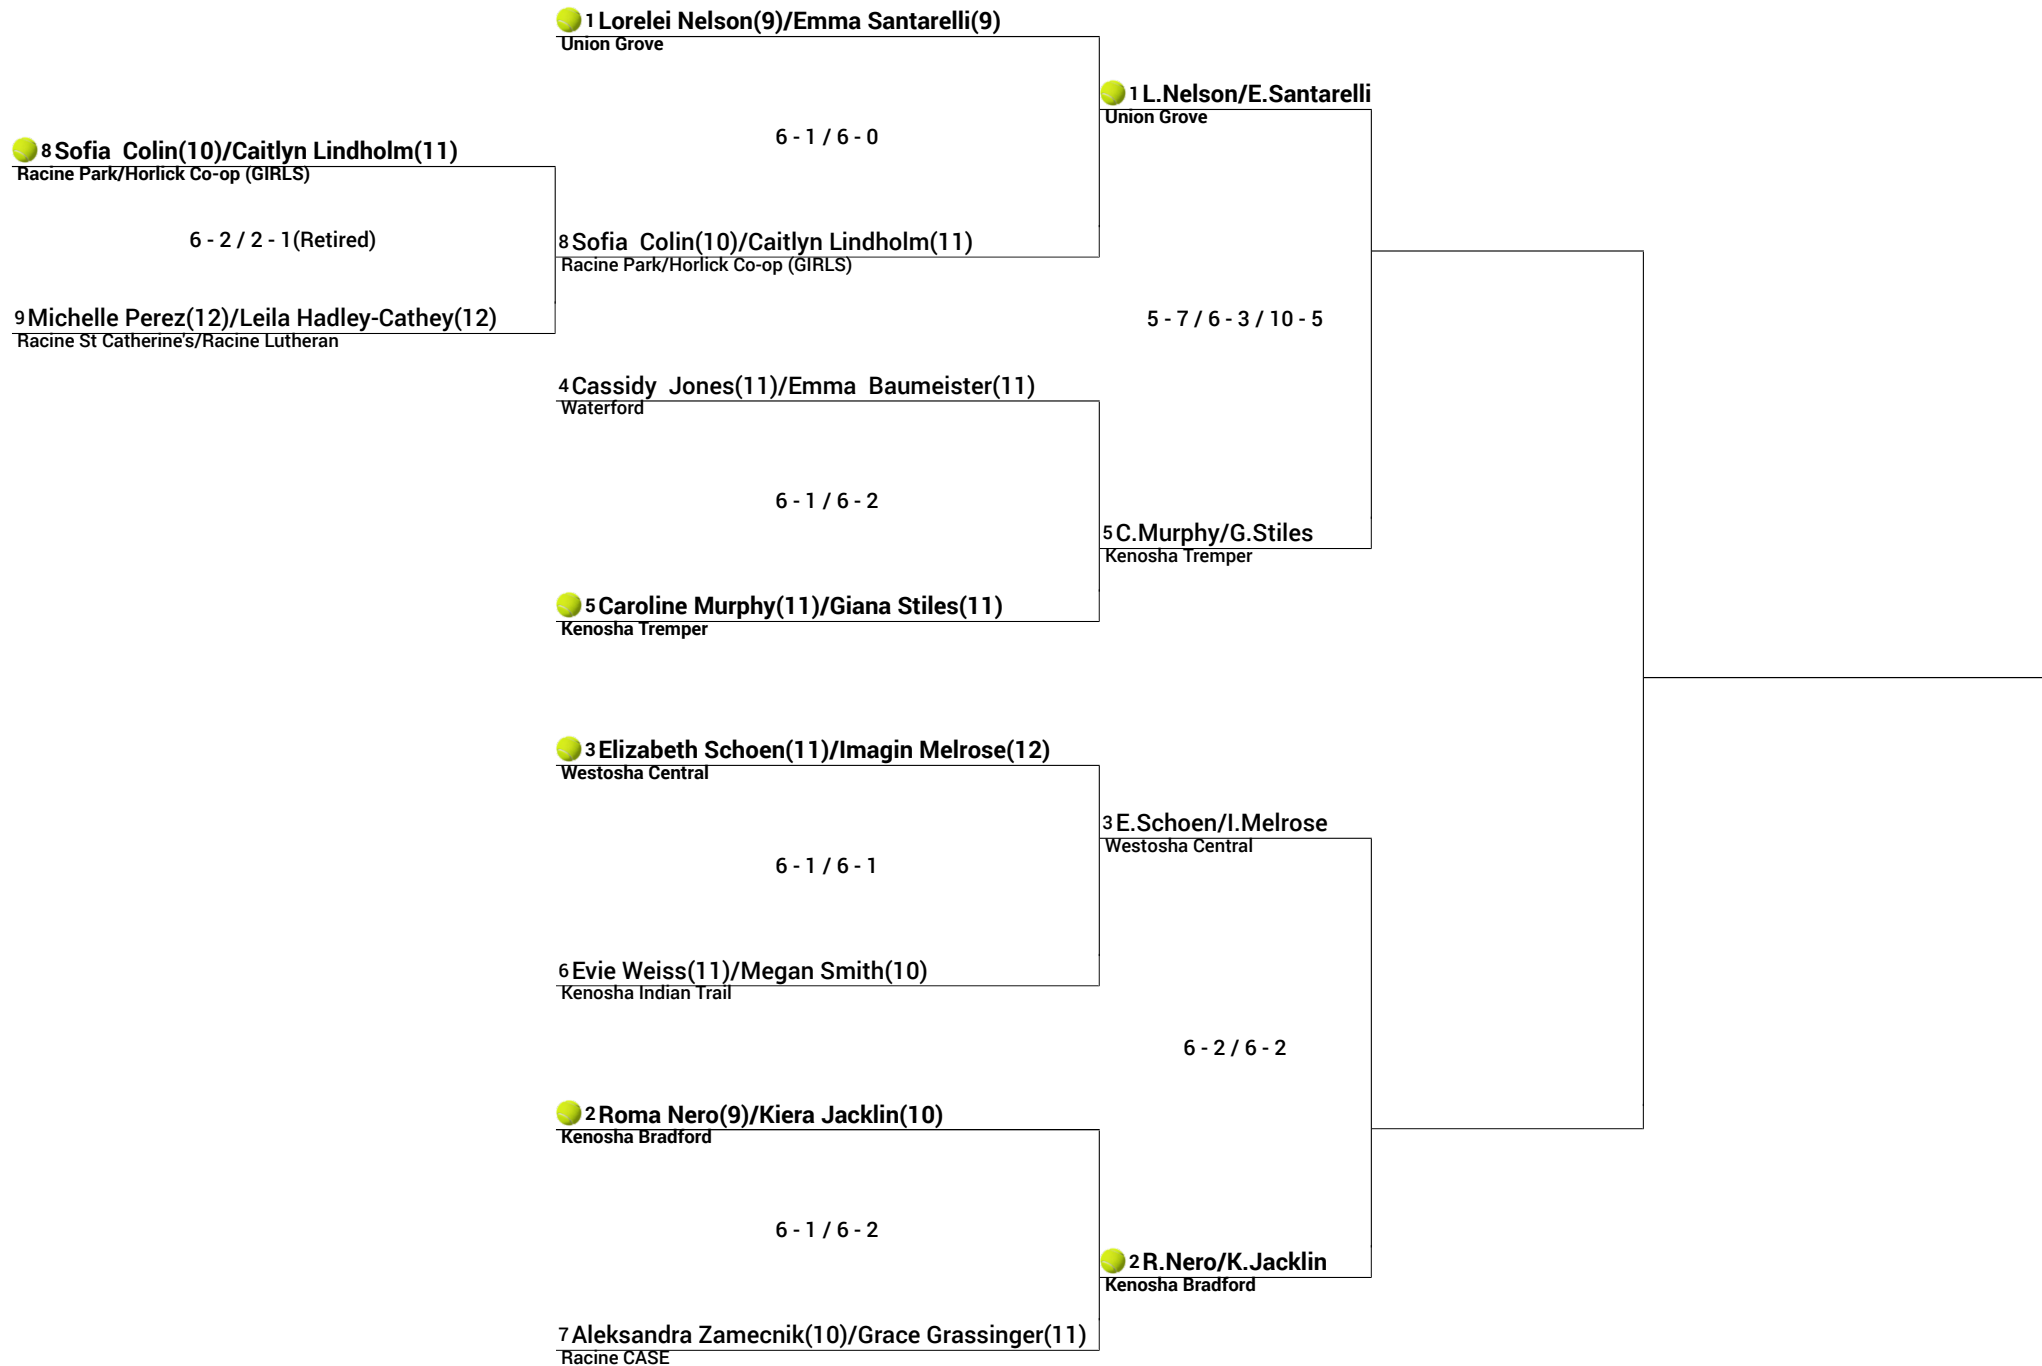 1 Lorelei Nelson(9)/Emma Santarelli(9)
Union Grove
6 - 1 / 6 - 0
1 L.Nelson/E.Santarelli
Union Grove
8 Sofia  Colin(10)/Caitlyn Lindholm(11)
Racine Park/Horlick Co-op (GIRLS)
6 - 2 / 2 - 1(Retired)
8 Sofia  Colin(10)/Caitlyn Lindholm(11)
Racine Park/Horlick Co-op (GIRLS)
9 Michelle Perez(12)/Leila Hadley-Cathey(12)
Racine St Catherine's/Racine Lutheran
5 - 7 / 6 - 3 / 10 - 5
4 Cassidy  Jones(11)/Emma  Baumeister(11)
Waterford
6 - 1 / 6 - 2
5 C.Murphy/G.Stiles
Kenosha Tremper
5 Caroline Murphy(11)/Giana Stiles(11)
Kenosha Tremper
3 Elizabeth Schoen(11)/Imagin Melrose(12)
Westosha Central
3 E.Schoen/I.Melrose
Westosha Central
6 - 1 / 6 - 1
6 Evie Weiss(11)/Megan Smith(10)
Kenosha Indian Trail
6 - 2 / 6 - 2
2 Roma Nero(9)/Kiera Jacklin(10)
Kenosha Bradford
6 - 1 / 6 - 2
2 R.Nero/K.Jacklin
Kenosha Bradford
7 Aleksandra Zamecnik(10)/Grace Grassinger(11)
Racine CASE